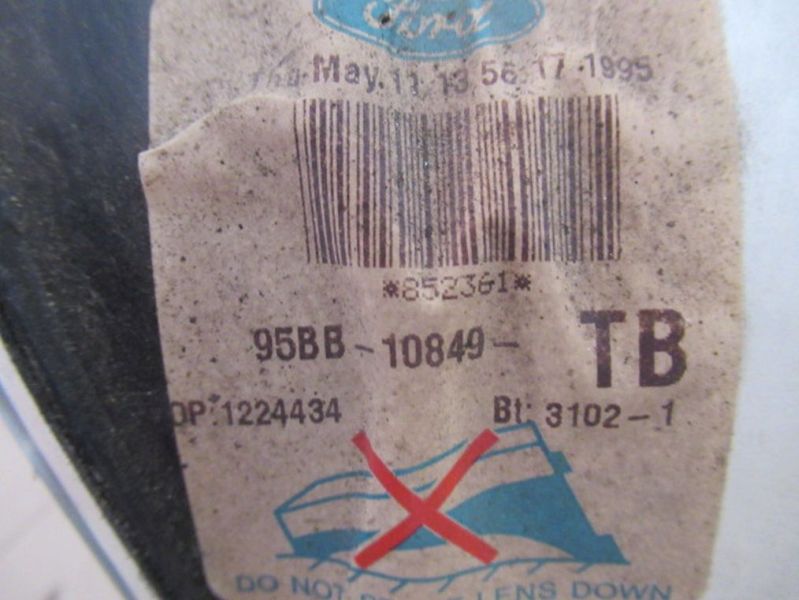 Ford
Thu May 11 13 56 17 1995
*852361*
95BB-10849- TB
OP:1224434 Bt: 3102-1
DO NOT LENS DOWN